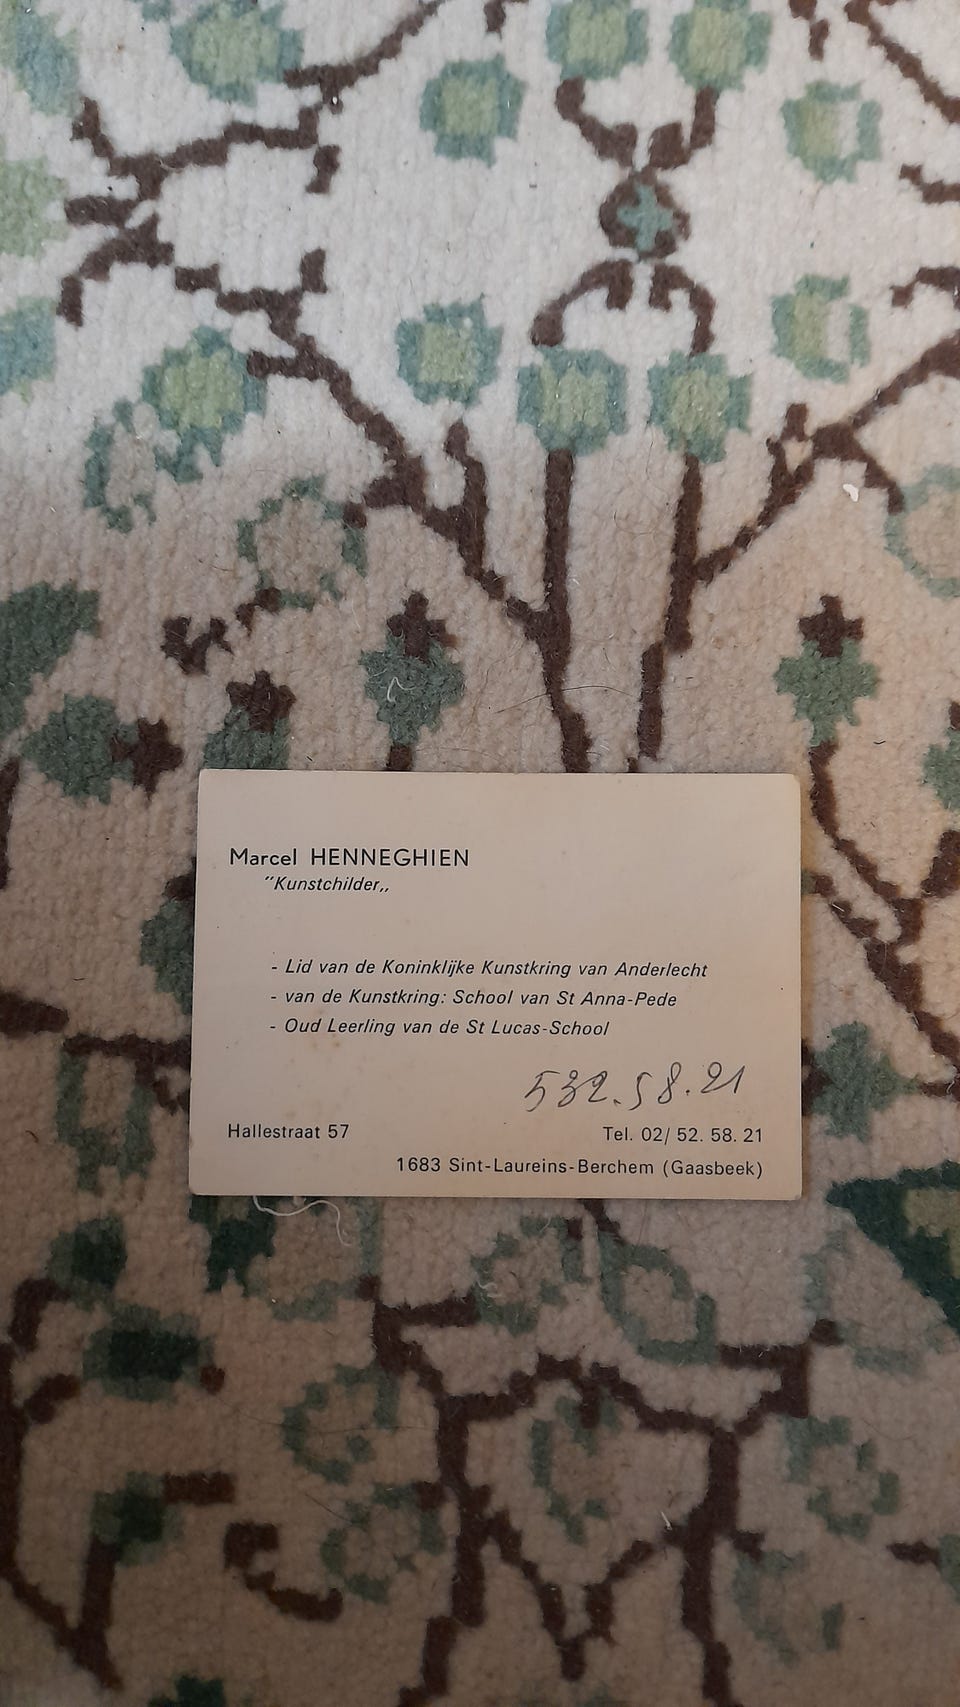 Marcel HENNEGHIEN
"Kunstchilder,,
- Lid van de Koninklijke Kunstkring van Anderlecht
- van de Kunstkring: School van St Anna-Pede
- Oud Leerling van de St Lucas-School
532.58.21
Hallestraat 57
Tel. 02/ 52. 58. 21
1683 Sint-Laureins-Berchem (Gaasbeek)